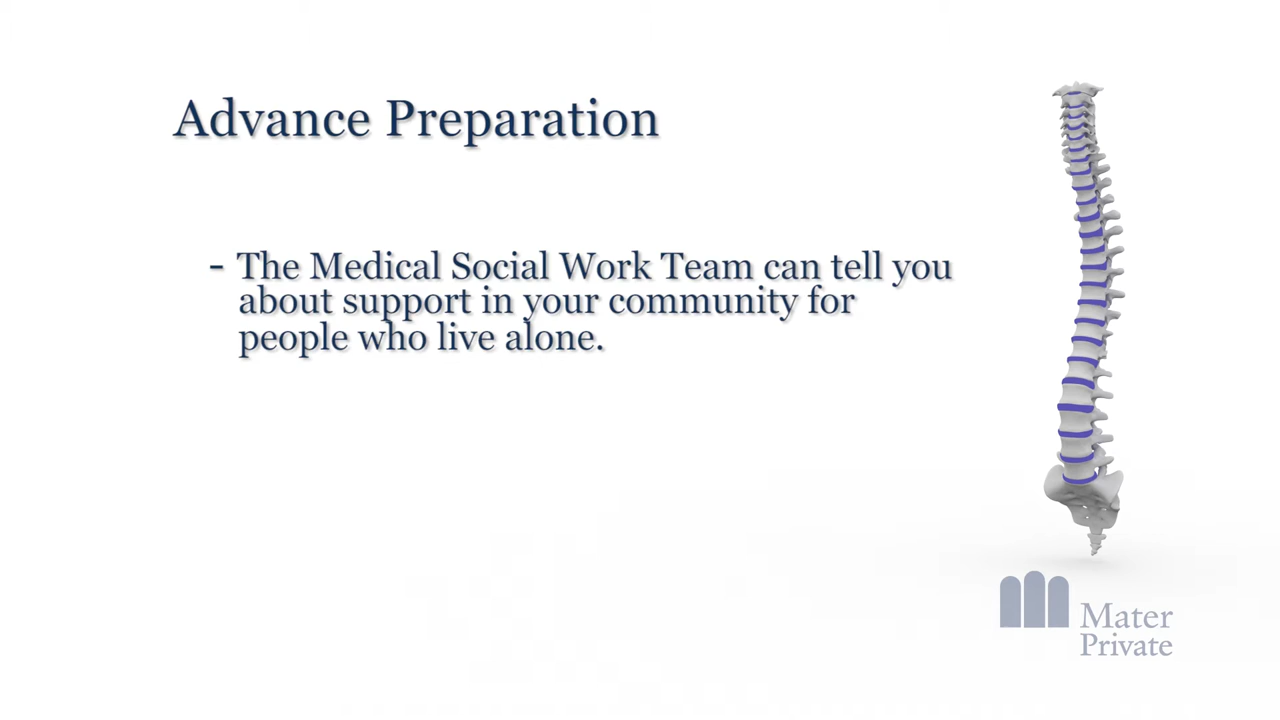 Advance Preparation
- The Medical Social Work Team can tell you
about support in your community for
people who live alone.
Mater
Private